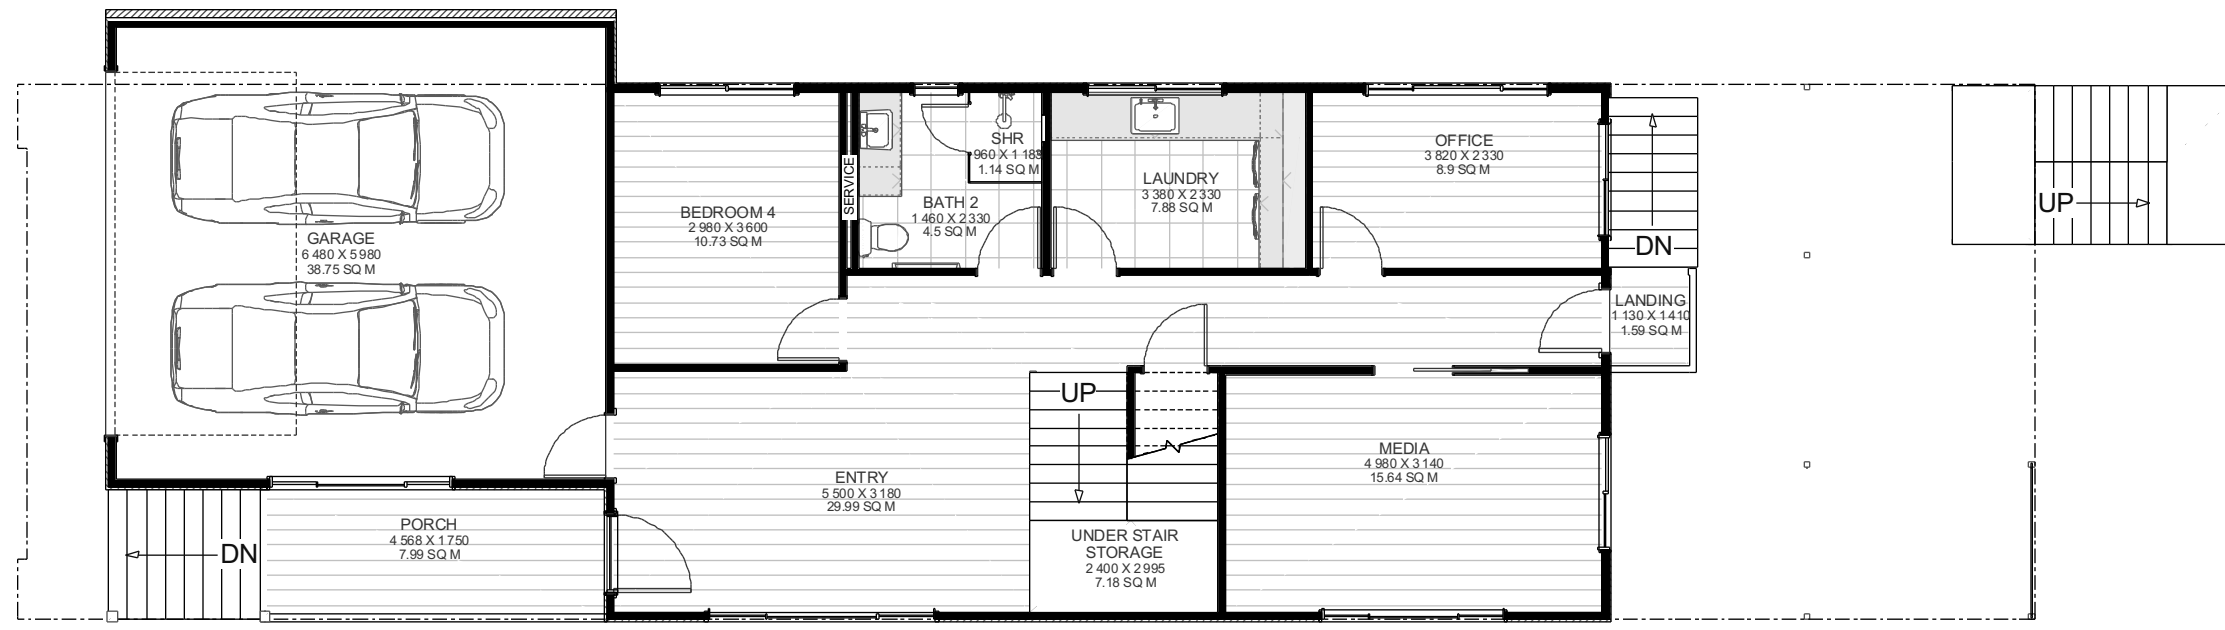 GARAGE
6 480 X 5 980
38.75 SQ M
BEDROOM 4
2 980 X 3 600
10.73 SQ M
SERVICE
SHR
960 X 1 183
1.14 SQ M
BATH 2
1 460 X 2 330
4.5 SQ M
LAUNDRY
3 380 X 2 330
7.88 SQ M
OFFICE
3 820 X 2 330
8.9 SQ M
DN
UP
LANDING
1 130 X 1 410
1.59 SQ M
UP
MEDIA
4 980 X 3 140
15.64 SQ M
ENTRY
5 500 X 3 180
29.99 SQ M
UNDER STAIR
STORAGE
2 400 X 2 995
7.18 SQ M
PORCH
4 568 X 1 750
7.99 SQ M
DN